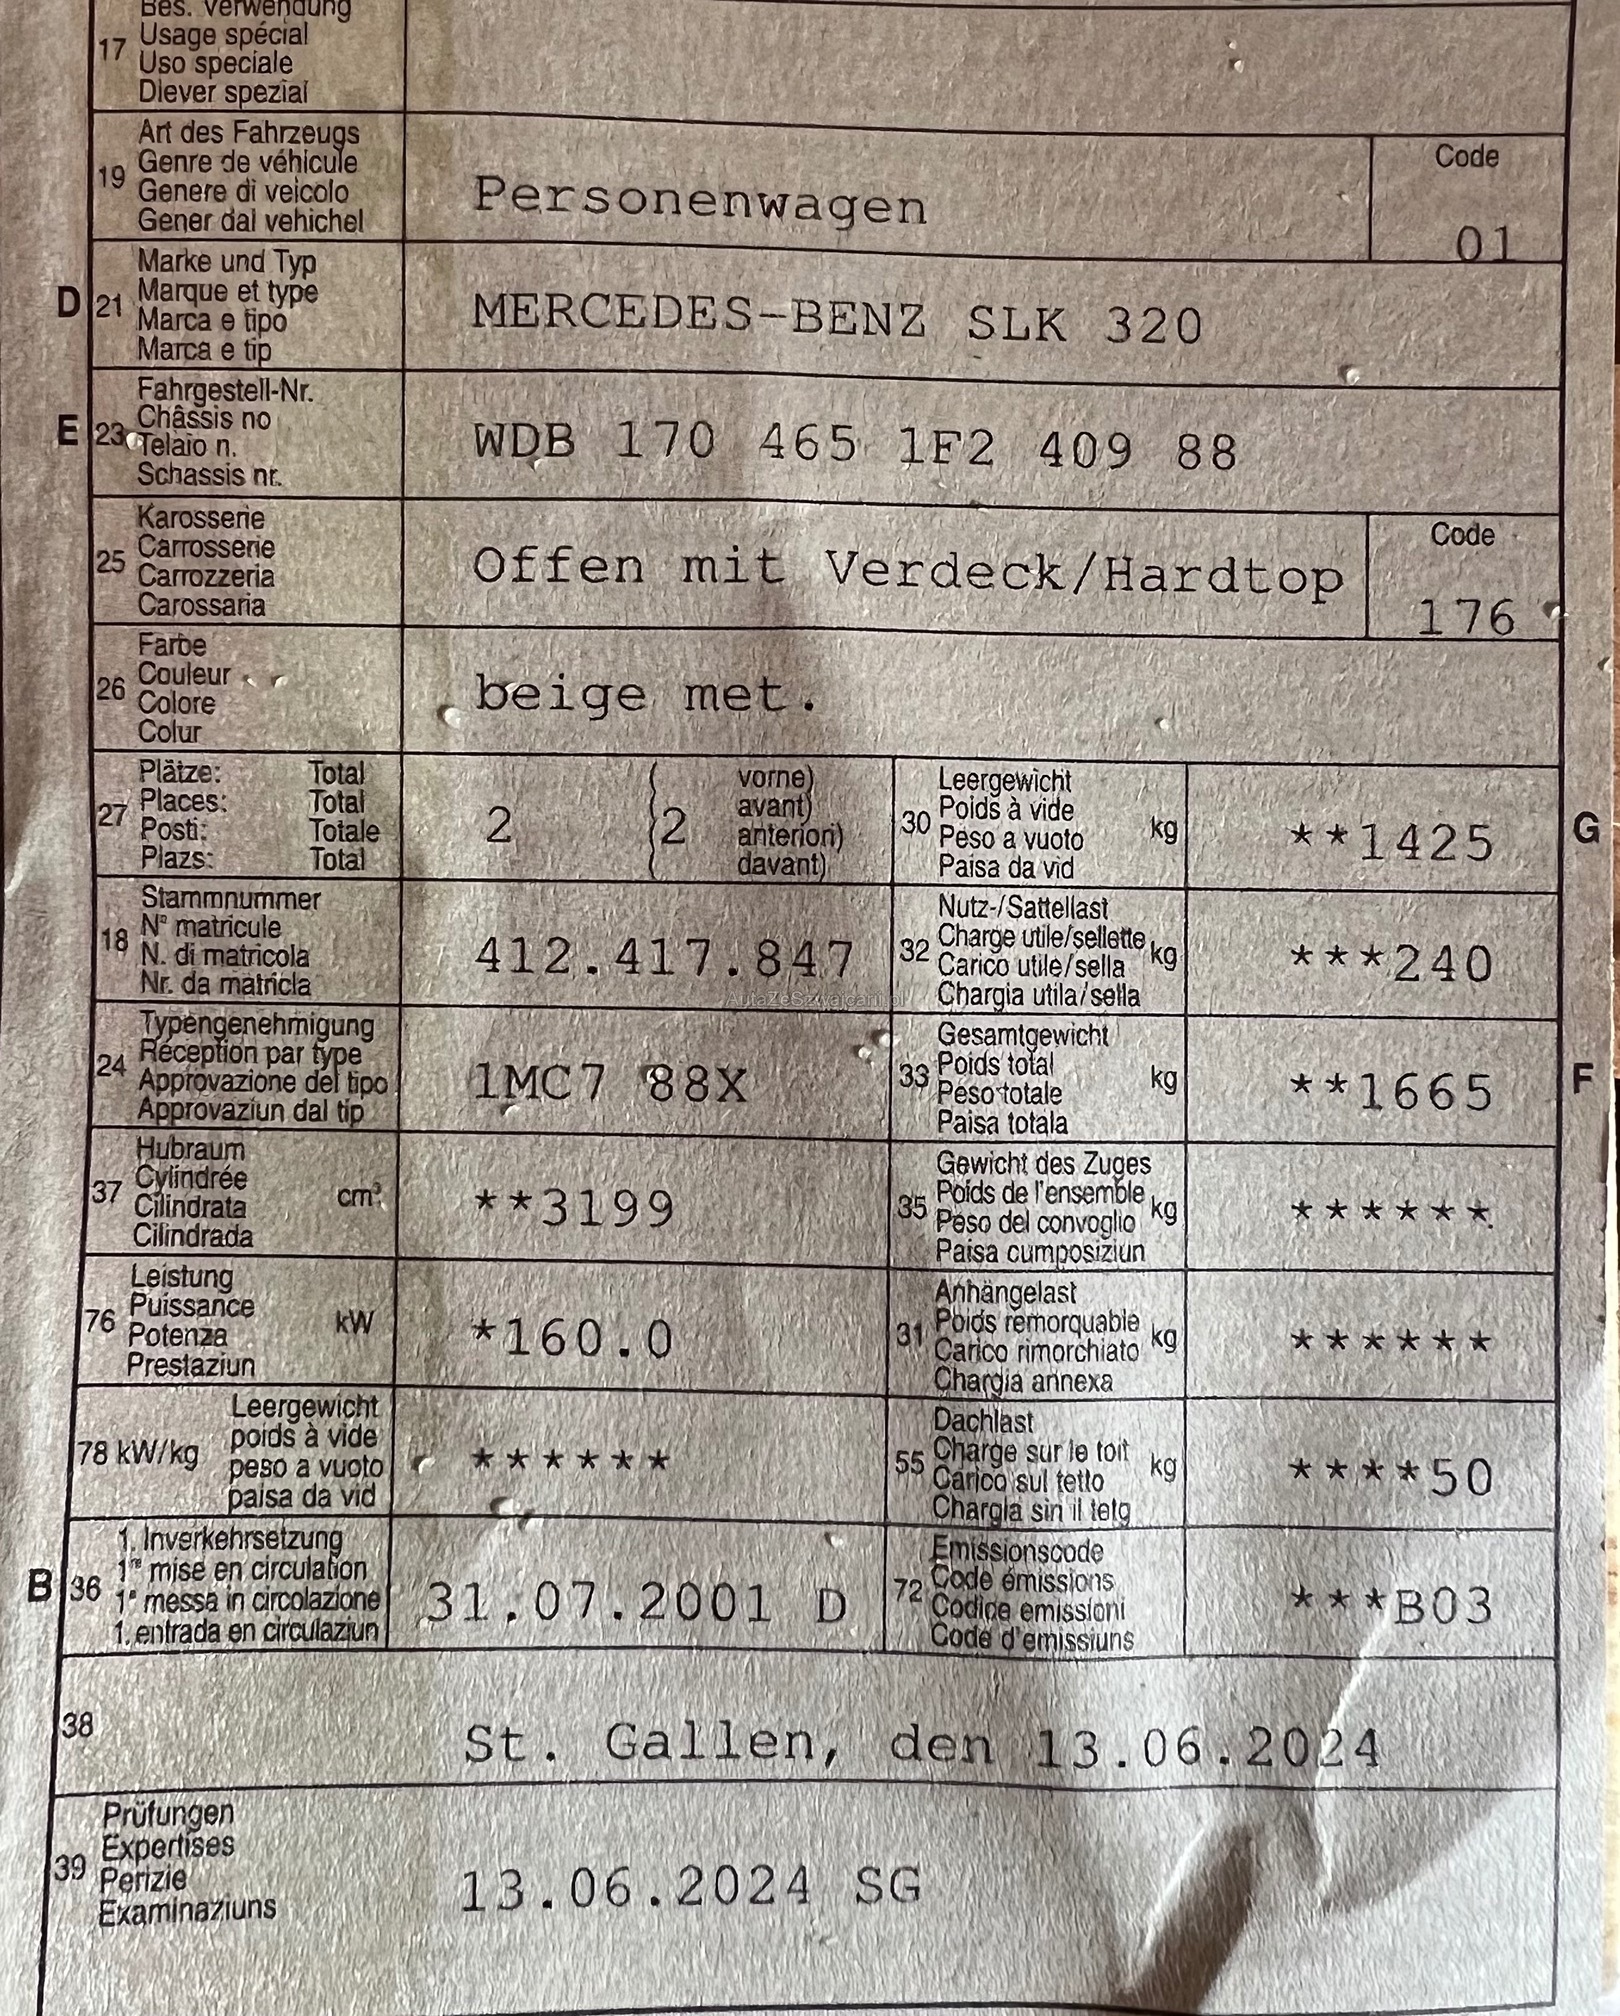 Bes. Verwendung
17 Usage spécial
Uso speciale
Diever spezial
Art des Fahrzeugs
19 Genre de véhicule
Genere di veicolo
Gener dal vehichel
Personenwagen
Code
01
Marke und Typ
D 21 Marque et type
Marca e tipo
Marca e tip
MERCEDES-BENZ SLK 320
Fahrgestell-Nr.
E 23 Châssis no
Telaio n.
Schassis nr.
WDB 170 465 1F2 409 88
Karosserie
25 Carrosserie
Carrozzeria
Carossaria
Offen mit Verdeck/Hardtop
Code
176
Farbe
26 Couleur
Colore
Colur
beige met.
Plätze: Total
27 Places: Total
Posti: Totale
Plazs: Total
2 (2 vorne)
avant)
anteriori)
davant)
Leergewicht
30 Poids à vide kg
Peso a vuoto
Paisa da vid
**1425 G
Stammnummer
18 N° matricule
N. di matricola
Nr. da matricla
412.417.847
Nutz-/Sattellast
32 Charge utile/sellette kg
Carico utile/sella
Chargia utila/sella
***240
AutaZeSzwajcarii.pl
Typengenehmigung
24 Réception par type
Approvazione del tipo
Approvaziun dal tip
1MC7 88X
Gesamtgewicht
33 Poids total kg
Peso totale
Paisa totala
**1665 F
Hubraum
37 Cylindrée cm³
Cilindrata
Cilindrada
**3199
Gewicht des Zuges
35 Poids de l'ensemble kg
Peso del convoglio
Paisa cumposiziun
******
Leistung
76 Puissance kW
Potenza
Prestaziun
*160.0
Anhängelast
31 Poids remorquable kg
Carico rimorchiato
Chargia annexa
******
Leergewicht
78 kW/kg poids à vide
peso a vuoto
paisa da vid
******
Dachlast
55 Charge sur le toit kg
Carico sul tetto
Chargia sin il tetg
****50
1. Inverkehrsetzung
B 36 1re mise en circulation
1a messa in circolazione
1. entrada en circulaziun
31.07.2001 D
Emissionscode
72 Code émissions
Codice emissioni
Code d'emissiuns
***B03
38 St. Gallen, den 13.06.2024
Prüfungen
39 Expertises
Perizie
Examinaziuns
13.06.2024 SG